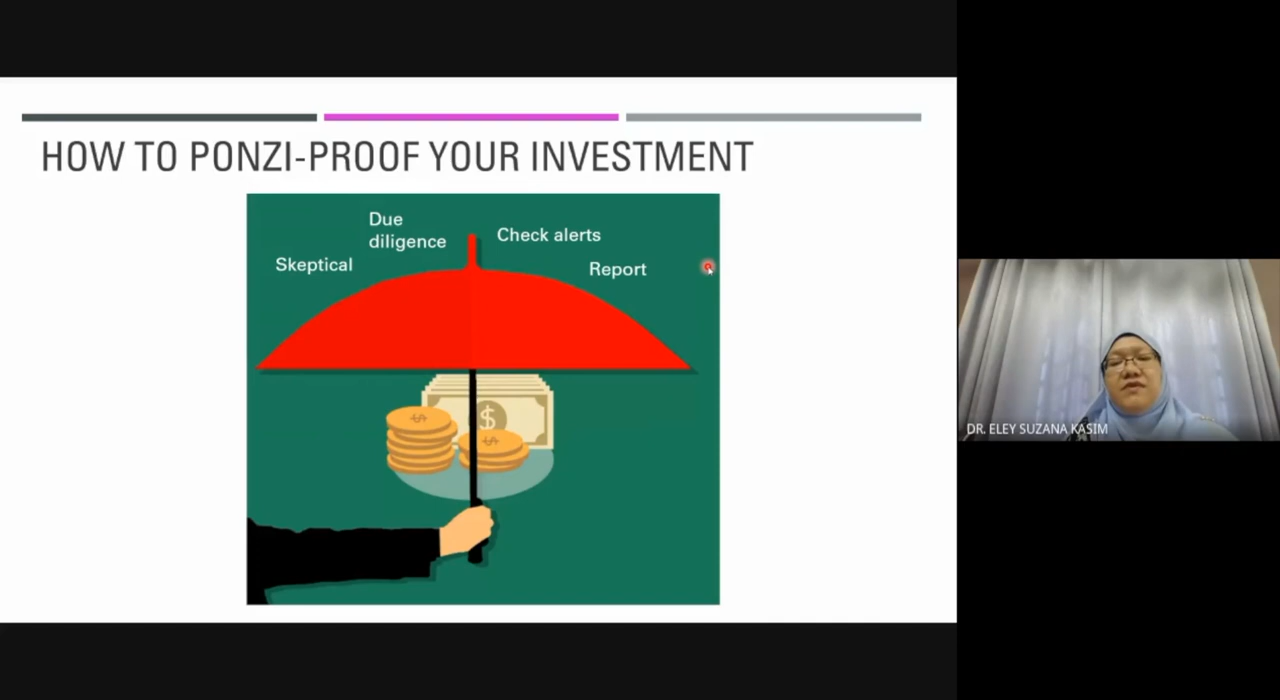 HOW TO PONZI-PROOF YOUR INVESTMENT
Due
diligence
Check alerts
Skeptical
Report
$
$
$
DR. ELEY SUZANA KASIM